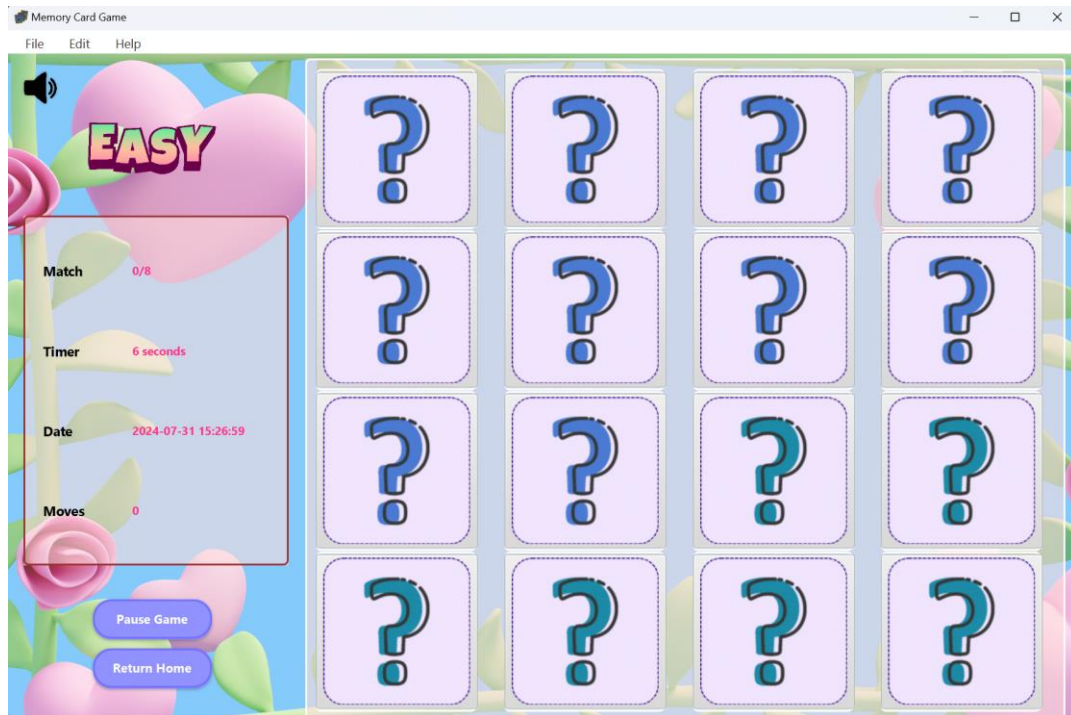 Memory Card Game
File Edit Help
EASY
Match 0/8
Timer 6 seconds
Date 2024-07-31 15:26:59
Moves 0
Pause Game
Return Home
? ? ? ?
? ? ? ?
? ? ? ?
? ? ? ?